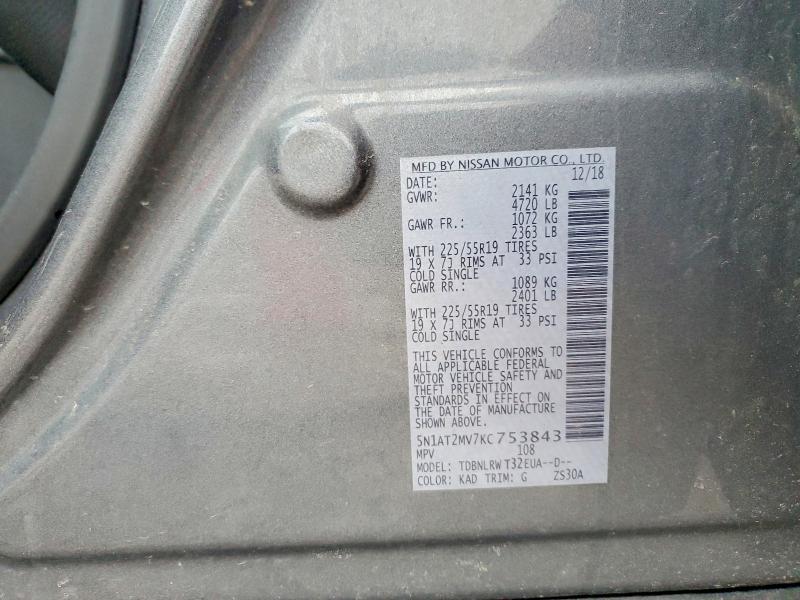 MFD BY NISSAN MOTOR CO., LTD.
DATE: 12/18
GVWR: 2141 KG
4720 LB
GAWR FR.: 1072 KG
2363 LB
WITH 225/55R19 TIRES
19 X 7J RIMS AT 33 PSI
COLD SINGLE
GAWR RR.: 1089 KG
2401 LB
WITH 225/55R19 TIRES
19 X 7J RIMS AT 33 PSI
COLD SINGLE
THIS VEHICLE CONFORMS TO
ALL APPLICABLE FEDERAL
MOTOR VEHICLE SAFETY AND
THEFT PREVENTION
STANDARDS IN EFFECT ON
THE DATE OF MANUFACTURE
SHOWN ABOVE.
5N1AT2MV7KC753843
MPV 108
MODEL: TDBNLRW T32EUA--D--
COLOR: KAD TRIM: G ZS30A